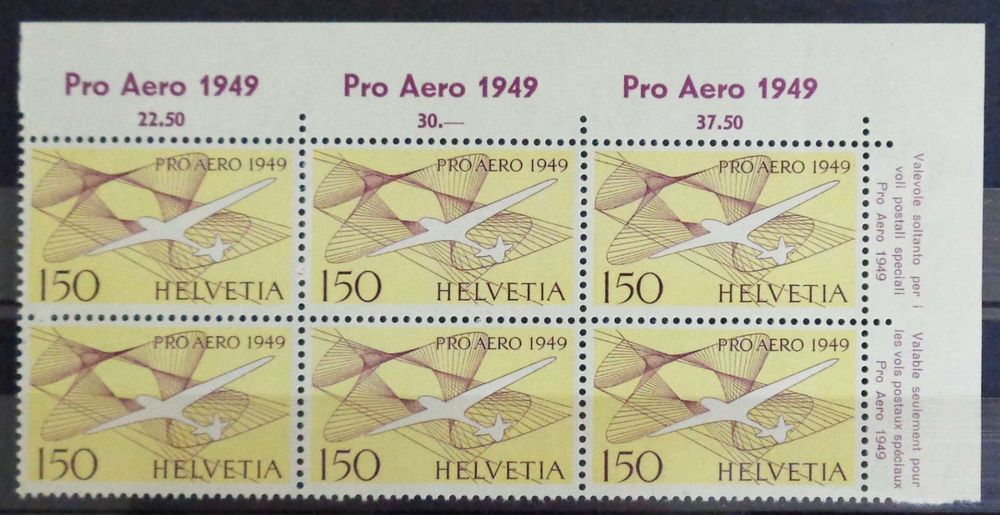 Pro Aero 1949 Pro Aero 1949 Pro Aero 1949
22.50 30.— 37.50
PRO AERO 1949 PRO AERO 1949 PRO AERO 1949
150 HELVETIA 150 HELVETIA 150 HELVETIA
PRO AERO 1949 PRO AERO 1949 PRO AERO 1949
150 HELVETIA 150 HELVETIA 150 HELVETIA
Valevole soltanto per i
voli postali speciali
Pro Aero 1949
Valable seulement pour
les vols postaux spéciaux
Pro Aero 1949